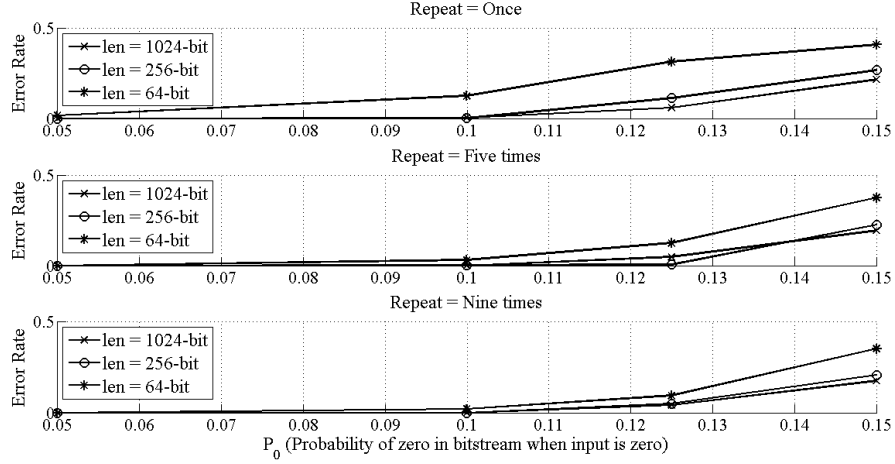 Repeat = Once
0.5
Error Rate
len = 1024-bit
len = 256-bit
len = 64-bit
0
0.05 0.06 0.07 0.08 0.09 0.1 0.11 0.12 0.13 0.14 0.15
Repeat = Five times
0.5
Error Rate
len = 1024-bit
len = 256-bit
len = 64-bit
0
0.05 0.06 0.07 0.08 0.09 0.1 0.11 0.12 0.13 0.14 0.15
Repeat = Nine times
0.5
Error Rate
len = 1024-bit
len = 256-bit
len = 64-bit
0
0.05 0.06 0.07 0.08 0.09 0.1 0.11 0.12 0.13 0.14 0.15
P₀ (Probability of zero in bitstream when input is zero)